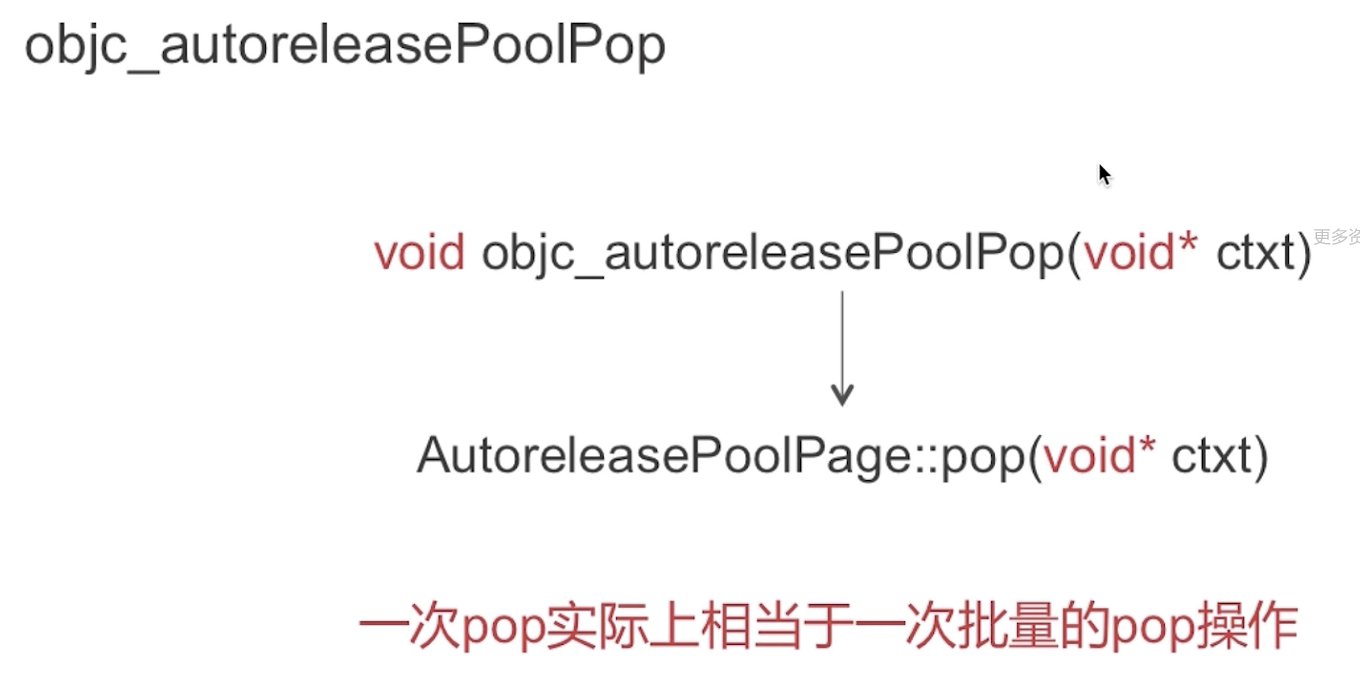 objc_autoreleasePoolPop
void objc_autoreleasePoolPop(void* ctxt)
更多资
AutoreleasePoolPage::pop(void* ctxt)
一次pop实际上相当于一次批量的pop操作